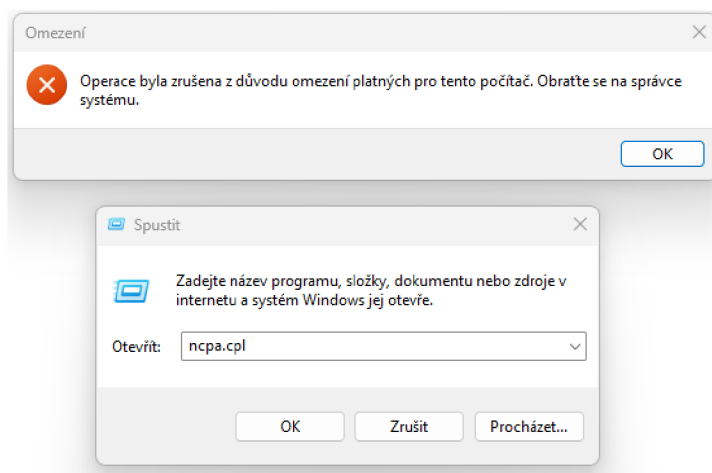 Omezení
Operace byla zrušena z důvodu omezení platných pro tento počítač. Obraťte se na správce
systému.
OK
Spustit
Zadejte název programu, složky, dokumentu nebo zdroje v
internetu a systém Windows jej otevře.
Otevřít: ncpa.cpl
OK Zrušit Procházet...